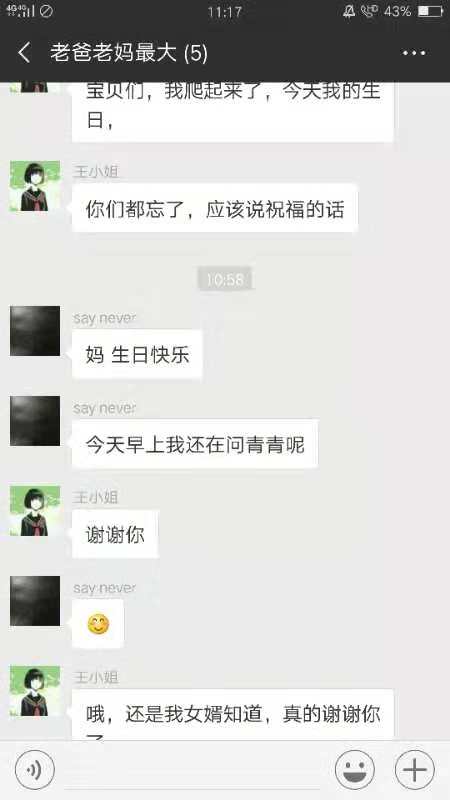 4G 4G 11:17 HD 43%
老爸老妈最大 (5)
宝贝们，我爬起来了，今天我的生
日，
王小姐
你们都忘了，应该说祝福的话
10:58
say never
妈 生日快乐
say never
今天早上我还在问青青呢
王小姐
谢谢你
say never
王小姐
哦，还是我女婿知道，真的谢谢你